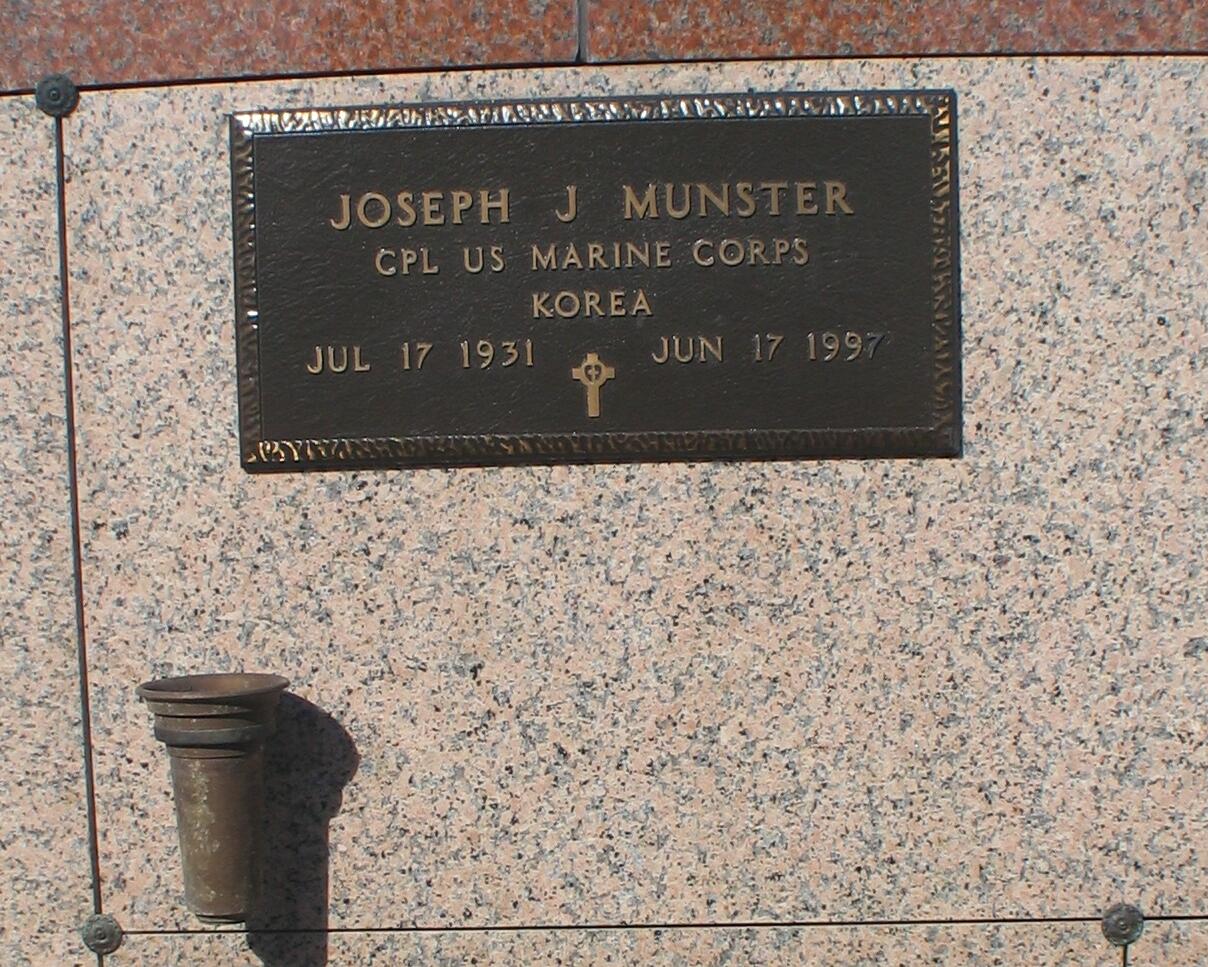 JOSEPH J MUNSTER
CPL US MARINE CORPS
KOREA
JUL 17 1931 JUN 17 1997